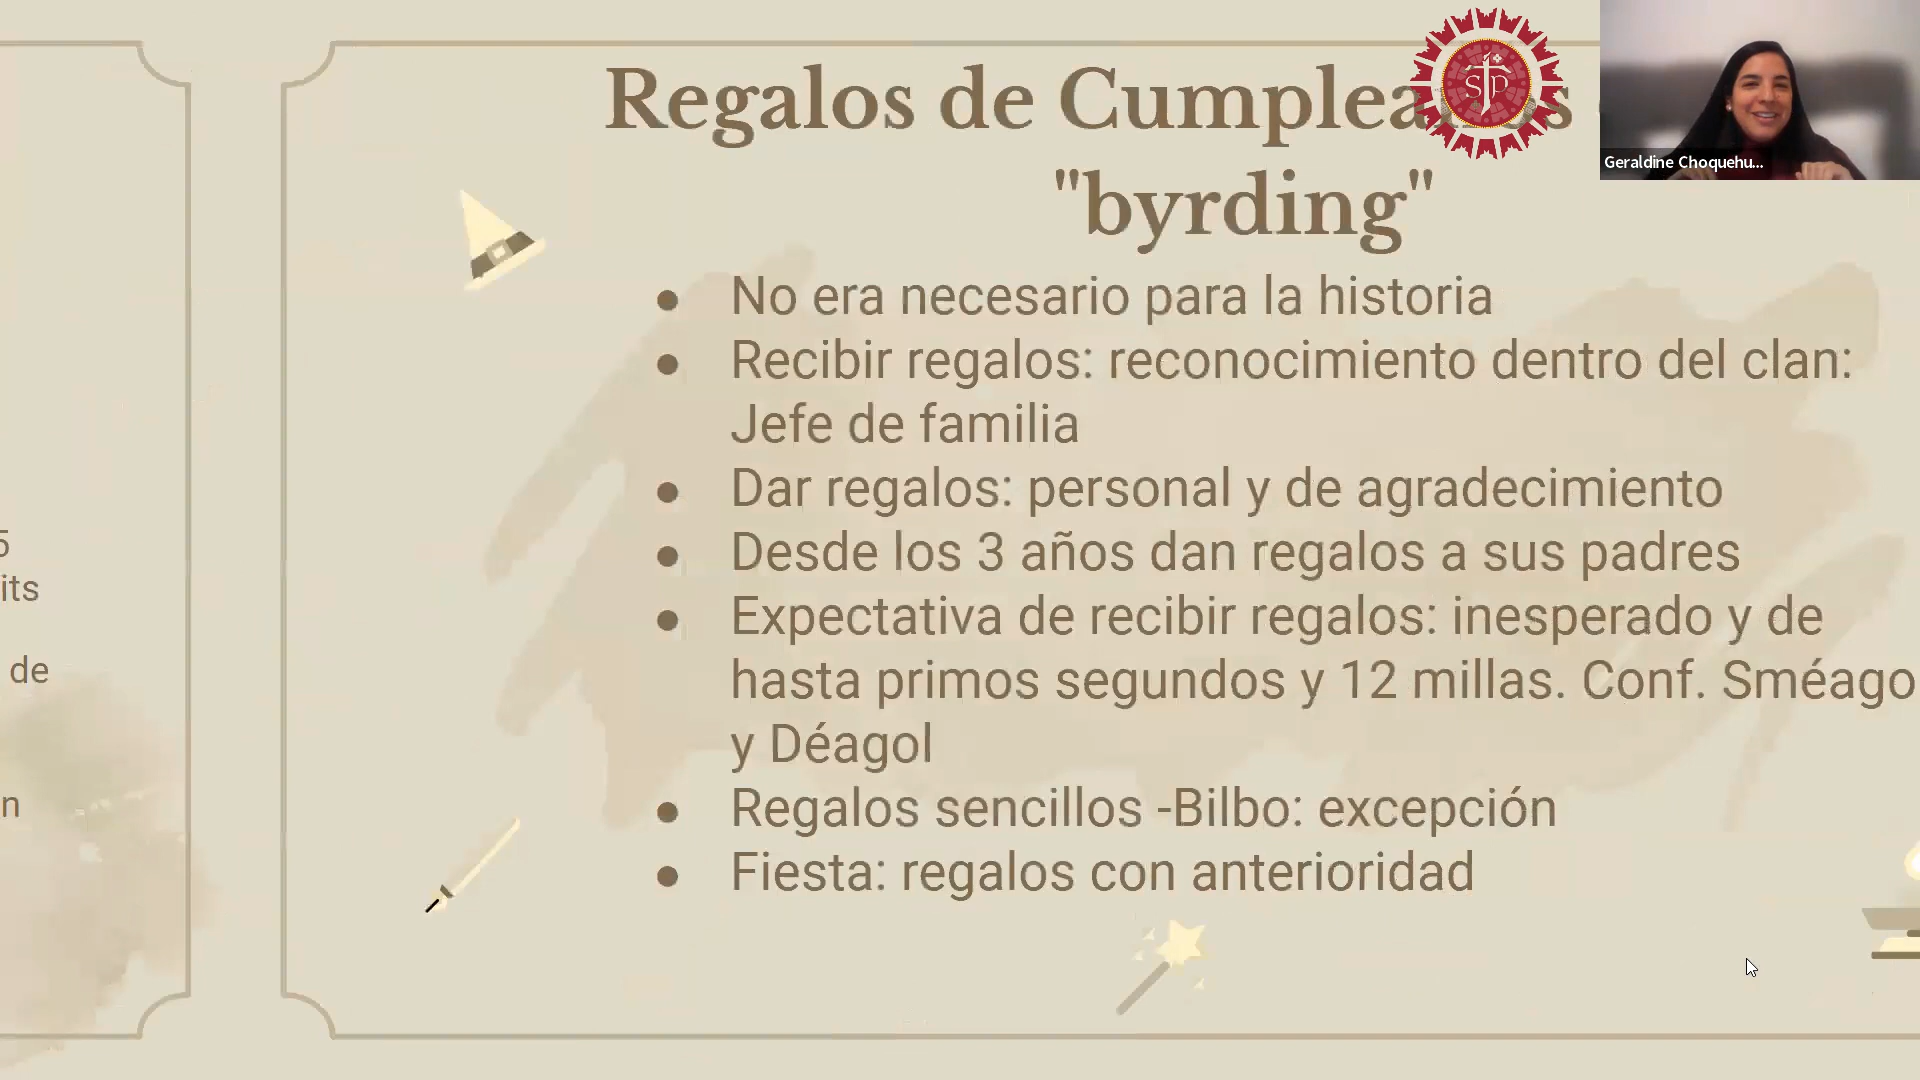 Regalos de Cumpleaños
"byrding"
No era necesario para la historia
Recibir regalos: reconocimiento dentro del clan:
Jefe de familia
Dar regalos: personal y de agradecimiento
Desde los 3 años dan regalos a sus padres
Expectativa de recibir regalos: inesperado y de
hasta primos segundos y 12 millas. Conf. Sméago
y Déagol
Regalos sencillos -Bilbo: excepción
Fiesta: regalos con anterioridad
5
its
de
n
STP
Geraldine Choquehu...